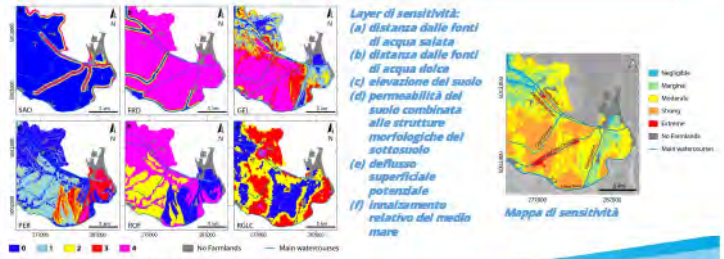 Layer di sensitività:
(a) distanza dalle fonti
di acqua salata
(b) distanza dalle fonti
di acqua dolce
(c) elevazione del suolo
(d) permeabilità del
suolo combinata
alle strutture
morfologiche del
sottosuolo
(e) deflusso
superficiale
potenziale
(f) innalzamento
relativo del medio
mare
SAD
FRD
GEL
PER
ROP
RGLC
0 1 2 3 4 No Farmlands Main watercourses
Negligible
Marginal
Moderate
Strong
Extreme
No Farmlands
Main watercourses
Mappa di sensitività